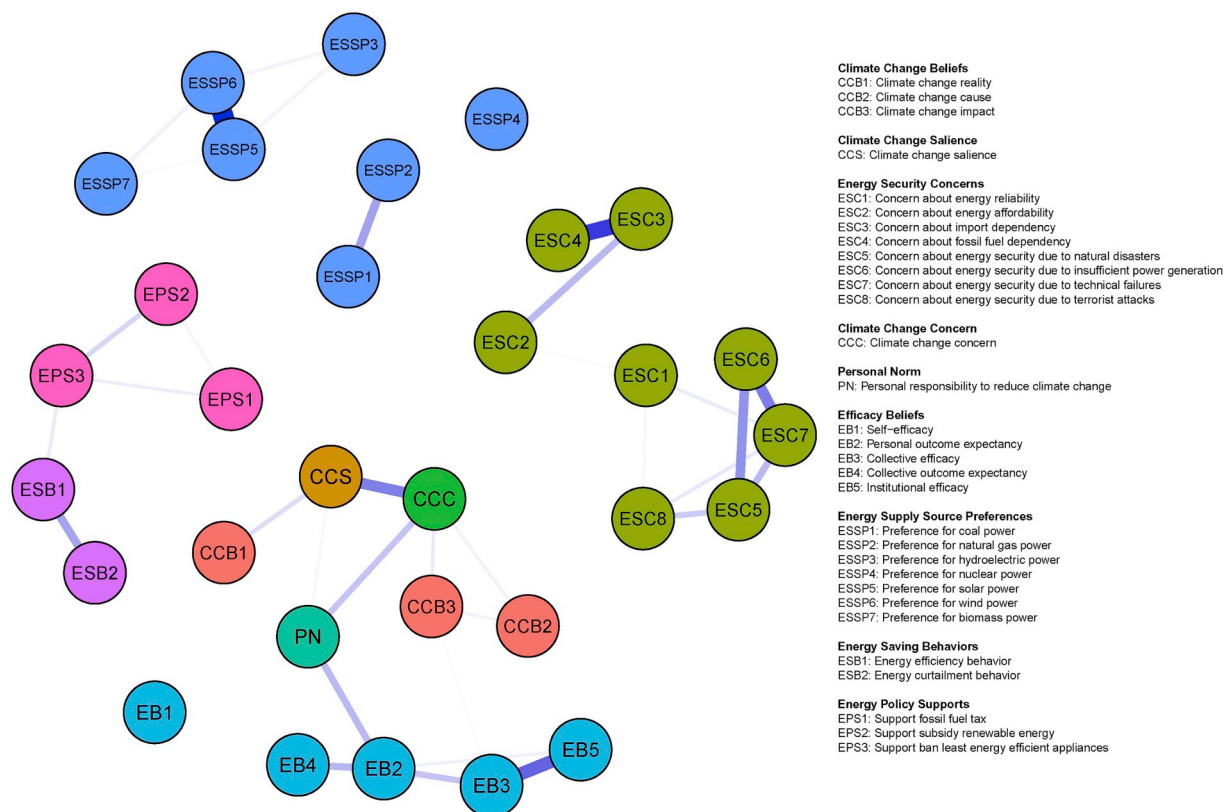 ESSP3
ESSP6
ESSP4
ESSP5
ESSP2
ESSP7
ESC3
ESC4
ESSP1
EPS2
ESC2
ESC6
EPS3
ESC1
EPS1
ESC7
CCS
ESB1
CCC
ESC5
ESC8
CCB1
ESB2
CCB3
CCB2
PN
EB1
EB5
EB4
EB2
EB3
Climate Change Beliefs
CCB1: Climate change reality
CCB2: Climate change cause
CCB3: Climate change impact
Climate Change Salience
CCS: Climate change salience
Energy Security Concerns
ESC1: Concern about energy reliability
ESC2: Concern about energy affordability
ESC3: Concern about import dependency
ESC4: Concern about fossil fuel dependency
ESC5: Concern about energy security due to natural disasters
ESC6: Concern about energy security due to insufficient power generation
ESC7: Concern about energy security due to technical failures
ESC8: Concern about energy security due to terrorist attacks
Climate Change Concern
CCC: Climate change concern
Personal Norm
PN: Personal responsibility to reduce climate change
Efficacy Beliefs
EB1: Self−efficacy
EB2: Personal outcome expectancy
EB3: Collective efficacy
EB4: Collective outcome expectancy
EB5: Institutional efficacy
Energy Supply Source Preferences
ESSP1: Preference for coal power
ESSP2: Preference for natural gas power
ESSP3: Preference for hydroelectric power
ESSP4: Preference for nuclear power
ESSP5: Preference for solar power
ESSP6: Preference for wind power
ESSP7: Preference for biomass power
Energy Saving Behaviors
ESB1: Energy efficiency behavior
ESB2: Energy curtailment behavior
Energy Policy Supports
EPS1: Support fossil fuel tax
EPS2: Support subsidy renewable energy
EPS3: Support ban least energy efficient appliances